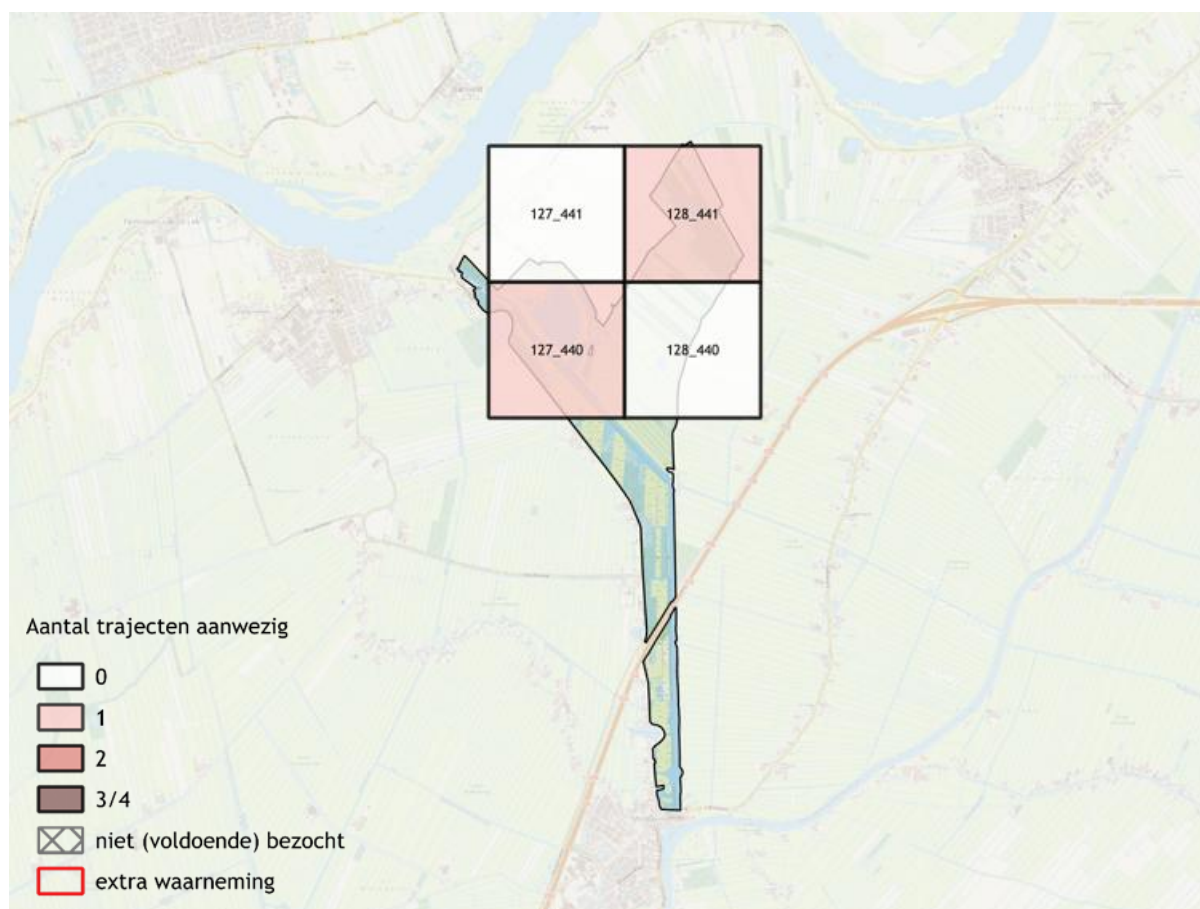 127_441
128_441
127_440
128_440
Aantal trajecten aanwezig
0
1
2
3/4
niet (voldoende) bezocht
extra waarneming